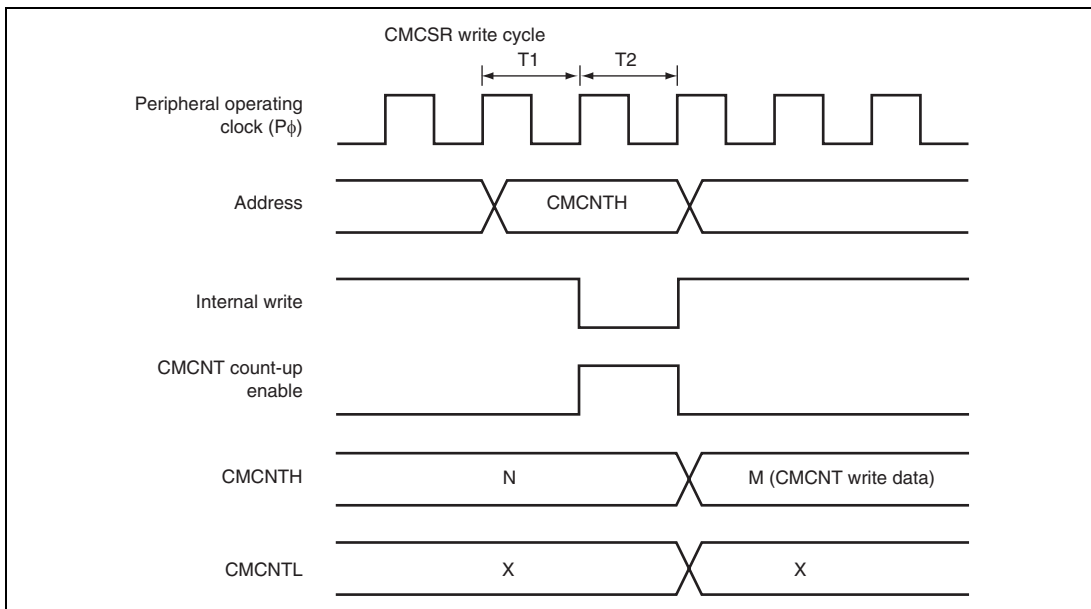 CMCSR write cycle
T1
T2
Peripheral operating
clock (Pϕ)
Address
CMCNTH
Internal write
CMCNT count-up
enable
CMCNTH
N
M (CMCNT write data)
CMCNTL
X
X